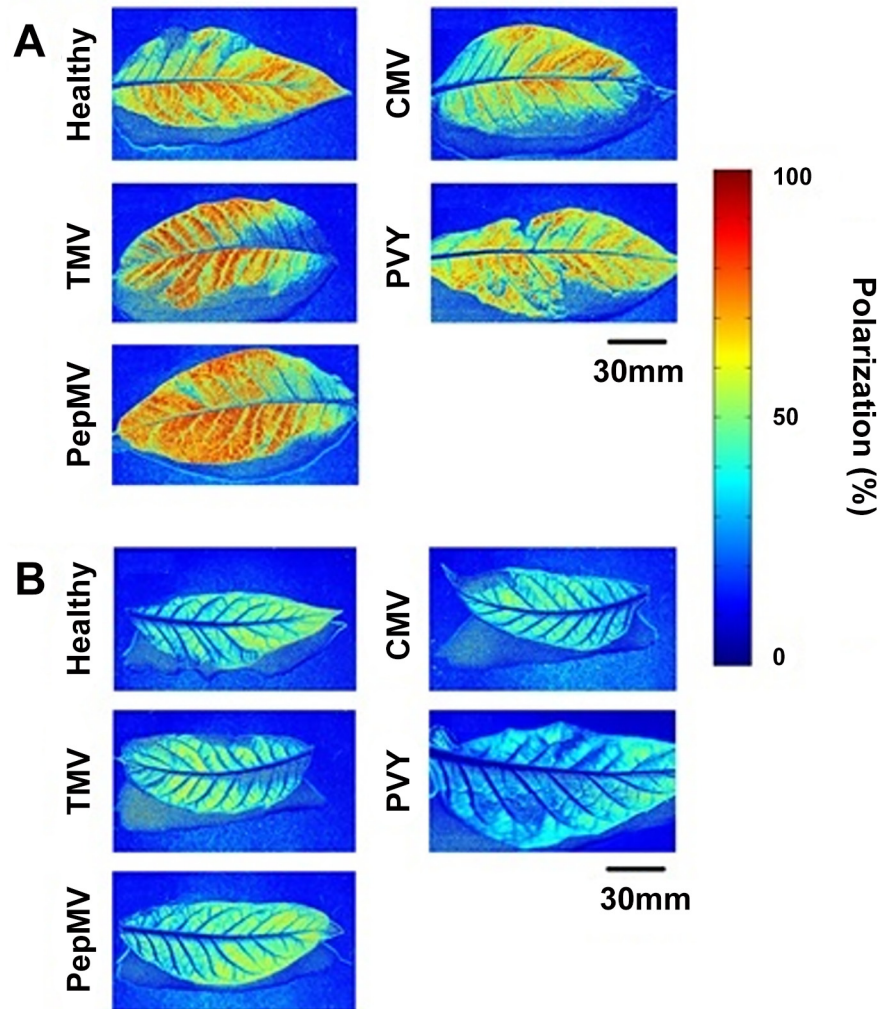 A
Healthy
CMV
TMV
PVY
30mm
PepMV
100
50
0
Polarization (%)
B
Healthy
CMV
TMV
PVY
30mm
PepMV